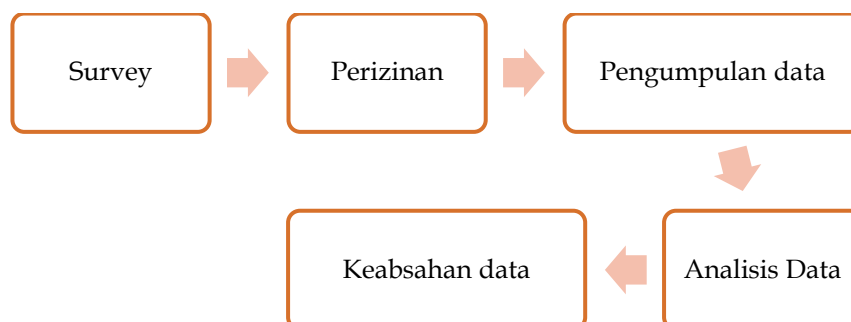 Survey
Perizinan
Pengumpulan data
Analisis Data
Keabsahan data